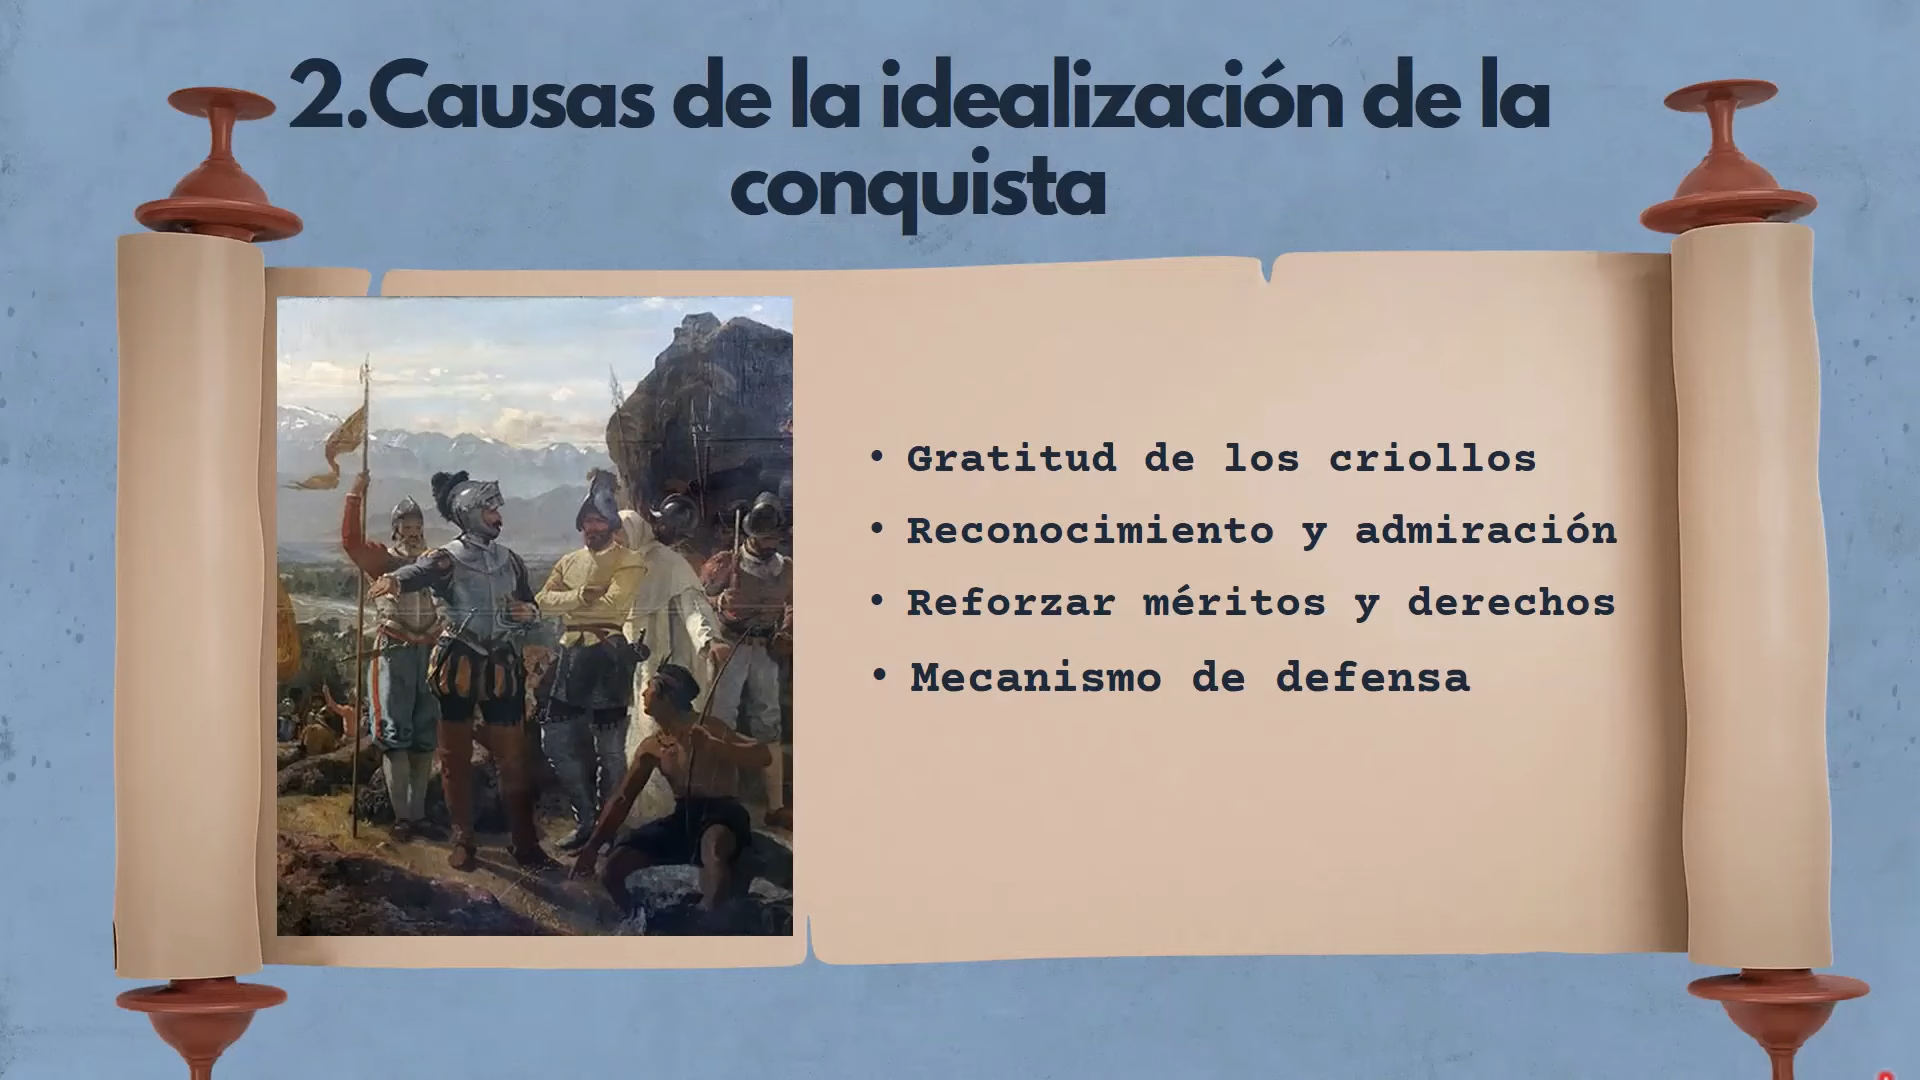 2.Causas de la idealización de la
conquista
• Gratitud de los criollos
• Reconocimiento y admiración
• Reforzar méritos y derechos
• Mecanismo de defensa